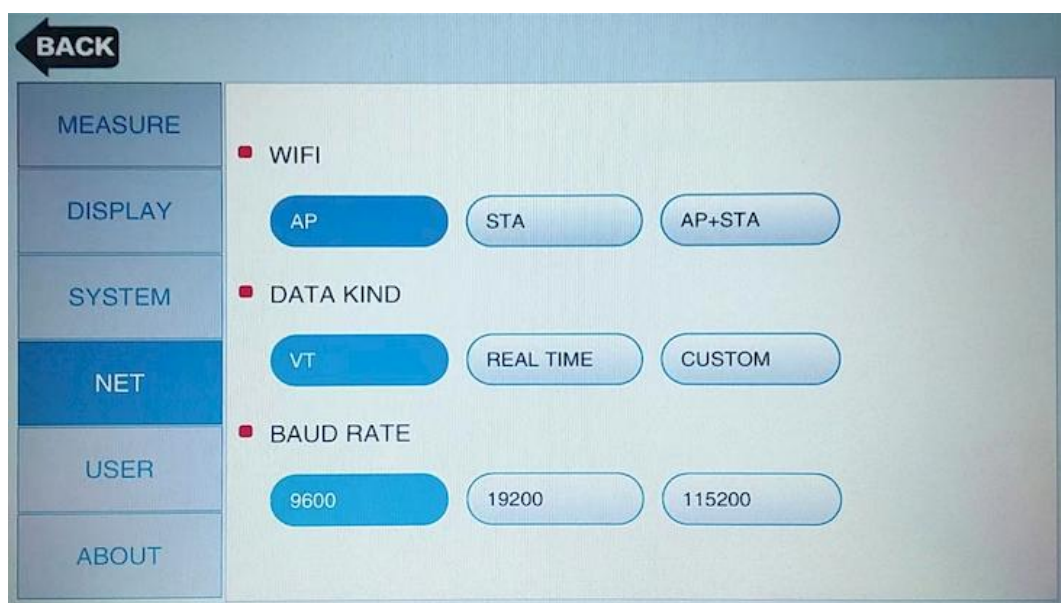 BACK
MEASURE
DISPLAY
SYSTEM
NET
USER
ABOUT
WIFI
AP STA AP+STA
DATA KIND
VT REAL TIME CUSTOM
BAUD RATE
9600 19200 115200